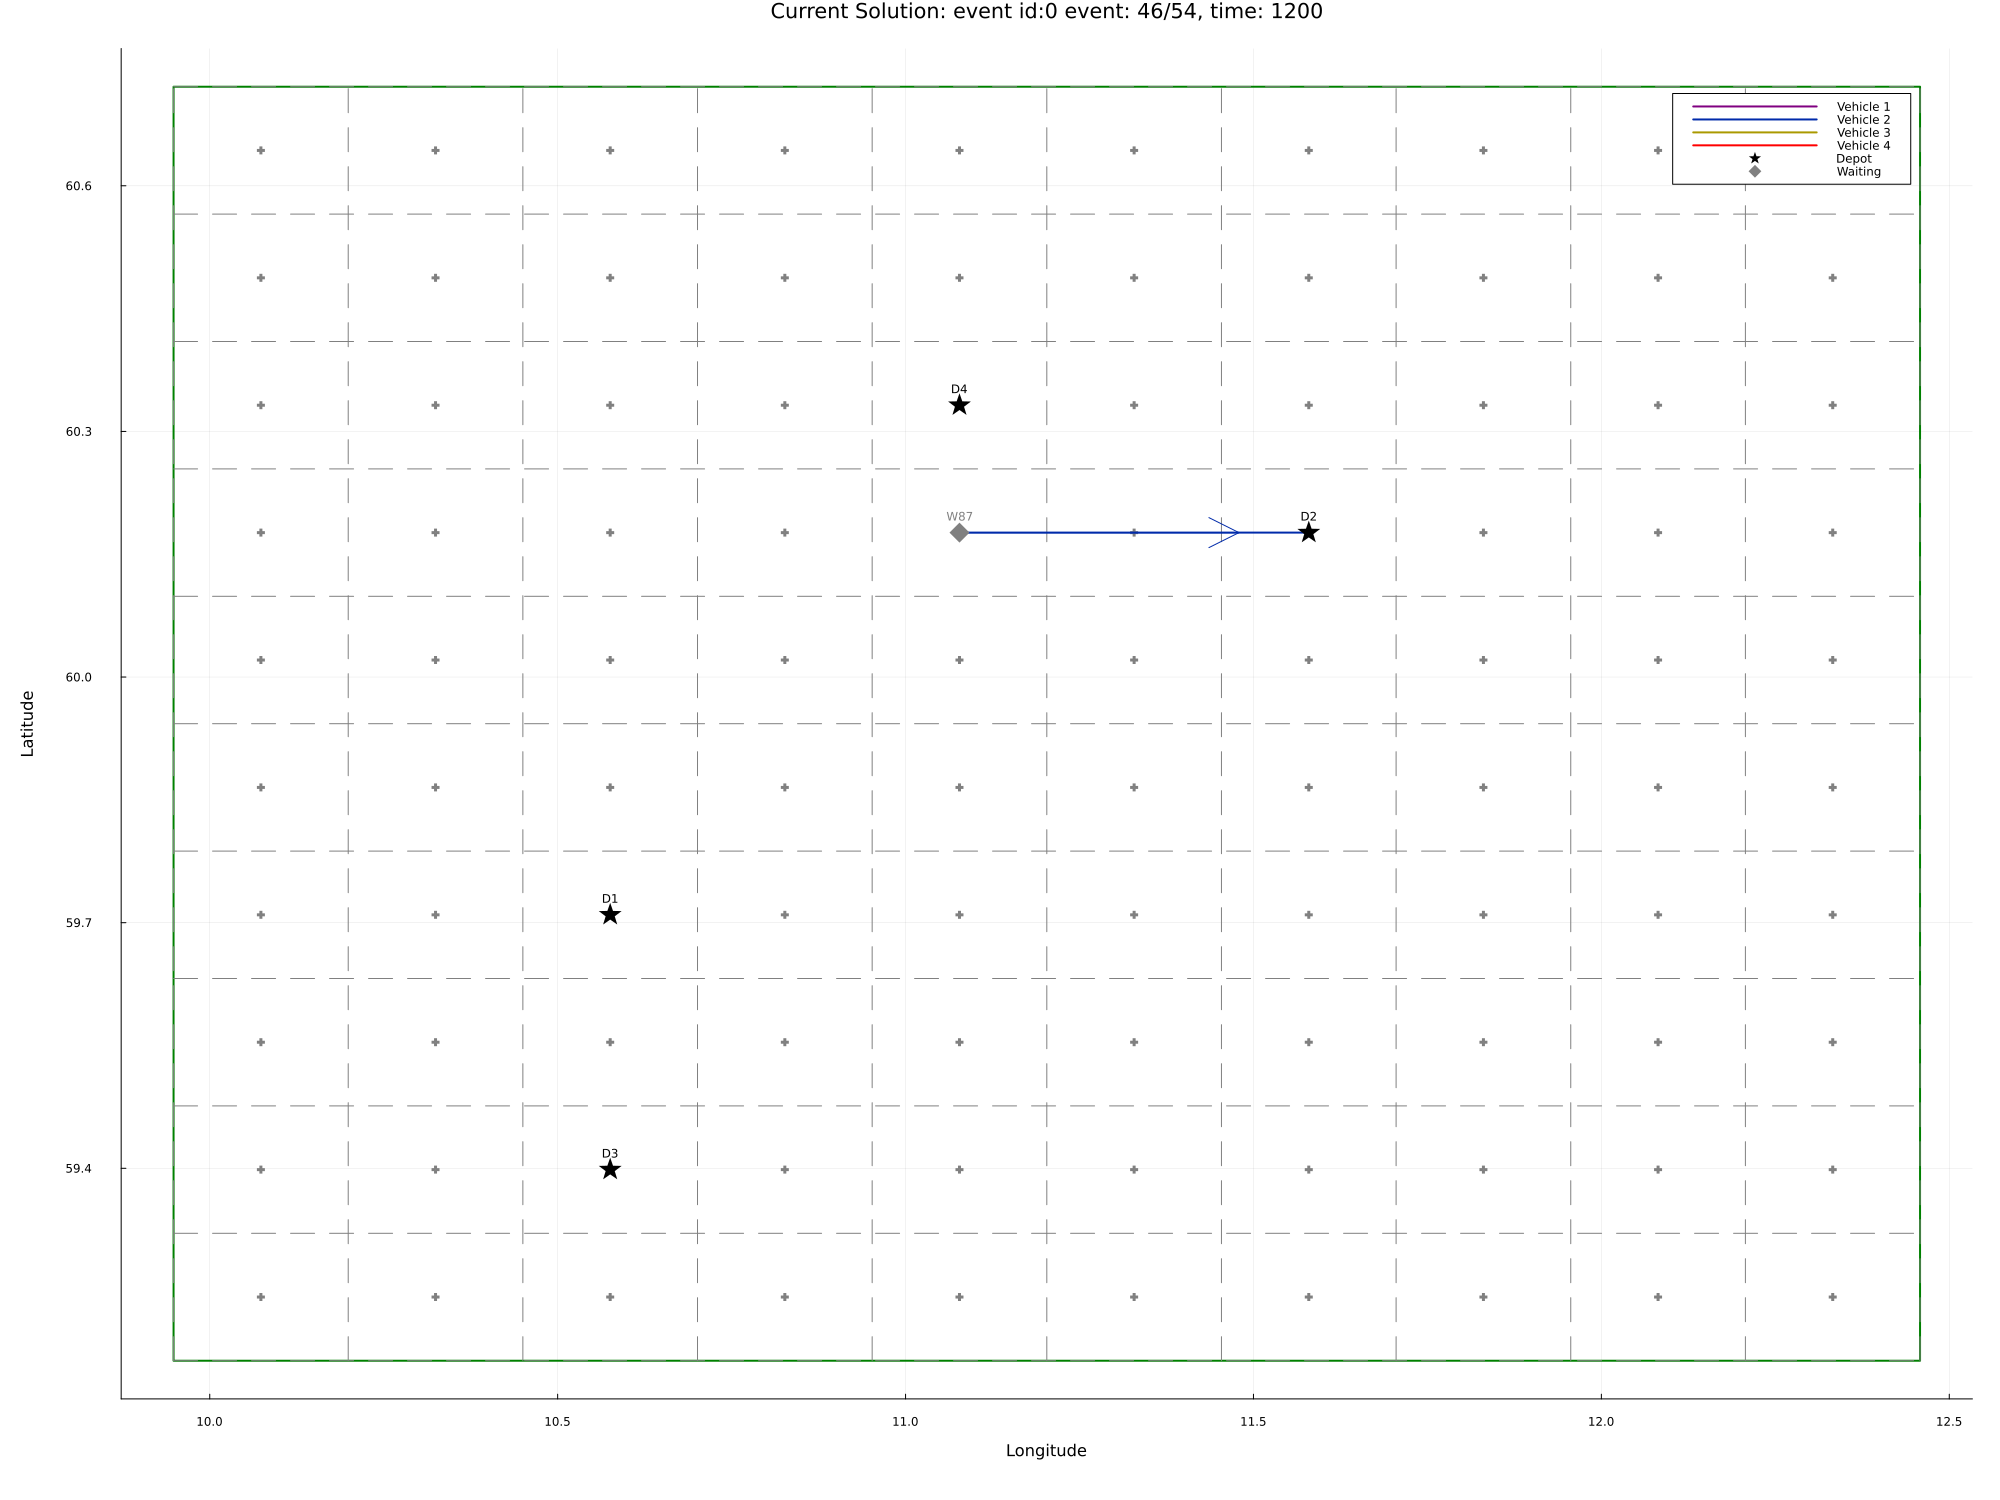 Current Solution: event id:0 event: 46/54, time: 1200
Vehicle 1
Vehicle 2
Vehicle 3
Vehicle 4
Depot
Waiting
60.6
D4
60.3
W87
D2
60.0
Latitude
D1
59.7
D3
59.4
10.0
10.5
11.0
11.5
12.0
12.5
Longitude